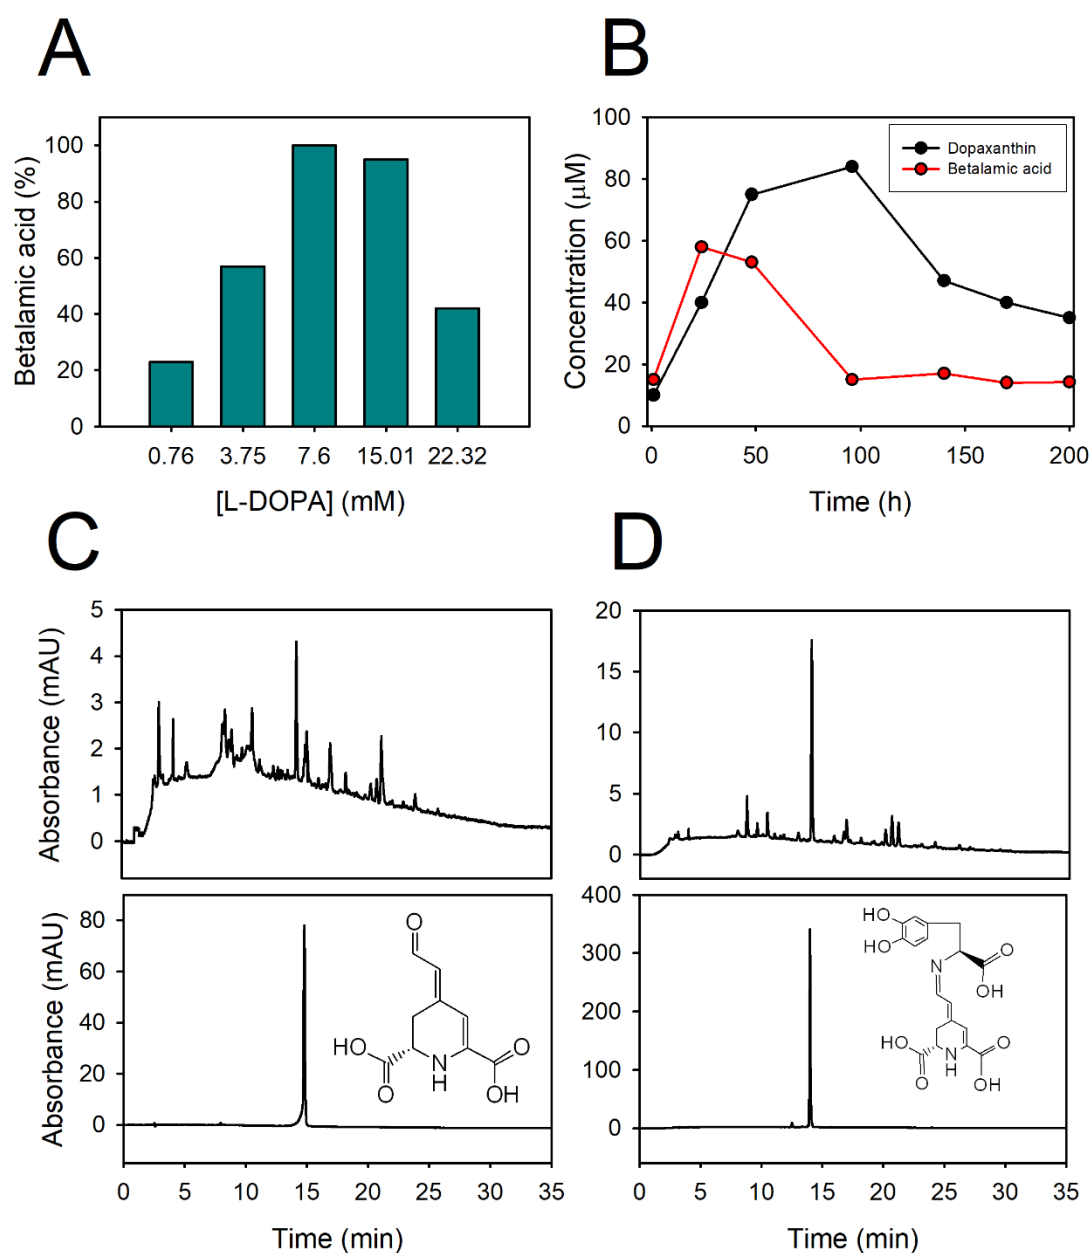 A
Betalamic acid (%)
100
80
60
40
20
0
0.76 3.75 7.6 15.01 22.32
[L-DOPA] (mM)
B
Concentration (μM)
100
80
60
40
20
0
Dopaxanthin
Betalamic acid
0 50 100 150 200
Time (h)
C
Absorbance (mAU)
5
4
3
2
1
0
D
20
15
10
5
0
Absorbance (mAU)
80
60
40
20
0
O
HO
O
N
H
O
OH
0 5 10 15 20 25 30 35
Time (min)
400
300
200
100
0
HO
HO
N
O
OH
HO
O
N
H
O
OH
0 5 10 15 20 25 30 35
Time (min)